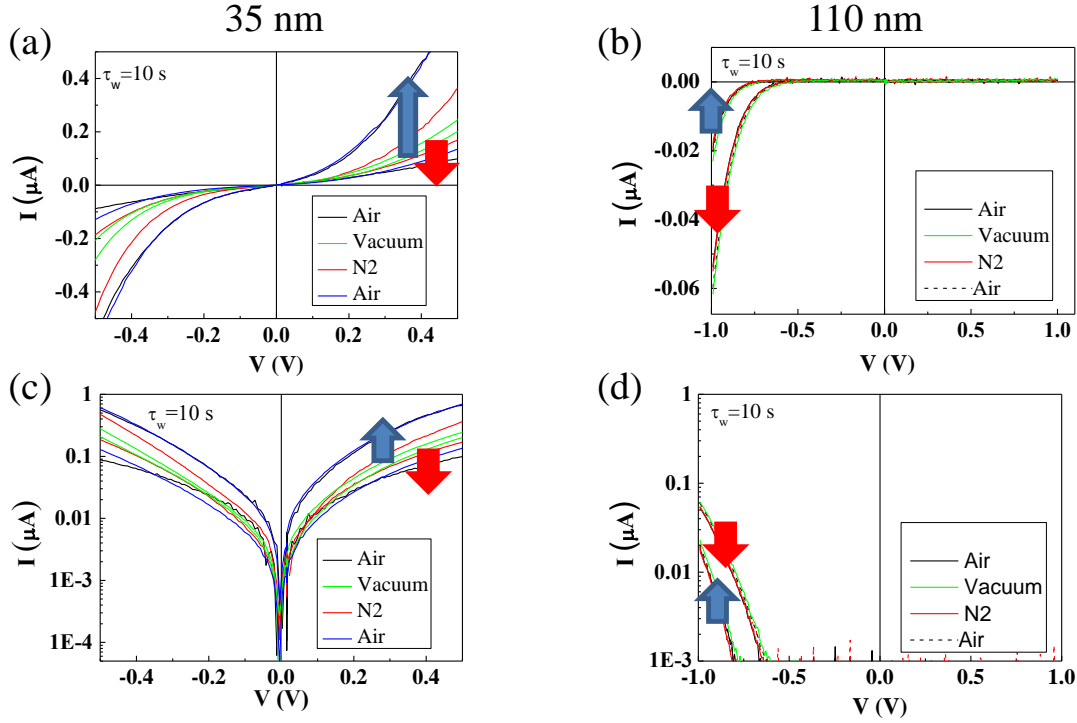 35 nm
110 nm
(a)
τw=10 s
0.4
0.2
0.0
-0.2
-0.4
I (µA)
-0.4 -0.2 0.0 0.2 0.4
V (V)
Air
Vacuum
N2
Air
(b)
τw=10 s
0.00
-0.02
-0.04
-0.06
I (µA)
-1.0 -0.5 0.0 0.5 1.0
V (V)
Air
Vacuum
N2
Air
(c)
τw=10 s
1
0.1
0.01
1E-3
1E-4
I (µA)
-0.4 -0.2 0.0 0.2 0.4
V (V)
Air
Vacuum
N2
Air
(d)
τw=10 s
1
0.1
0.01
1E-3
I (µA)
-1.0 -0.5 0.0 0.5 1.0
V (V)
Air
Vacuum
N2
Air